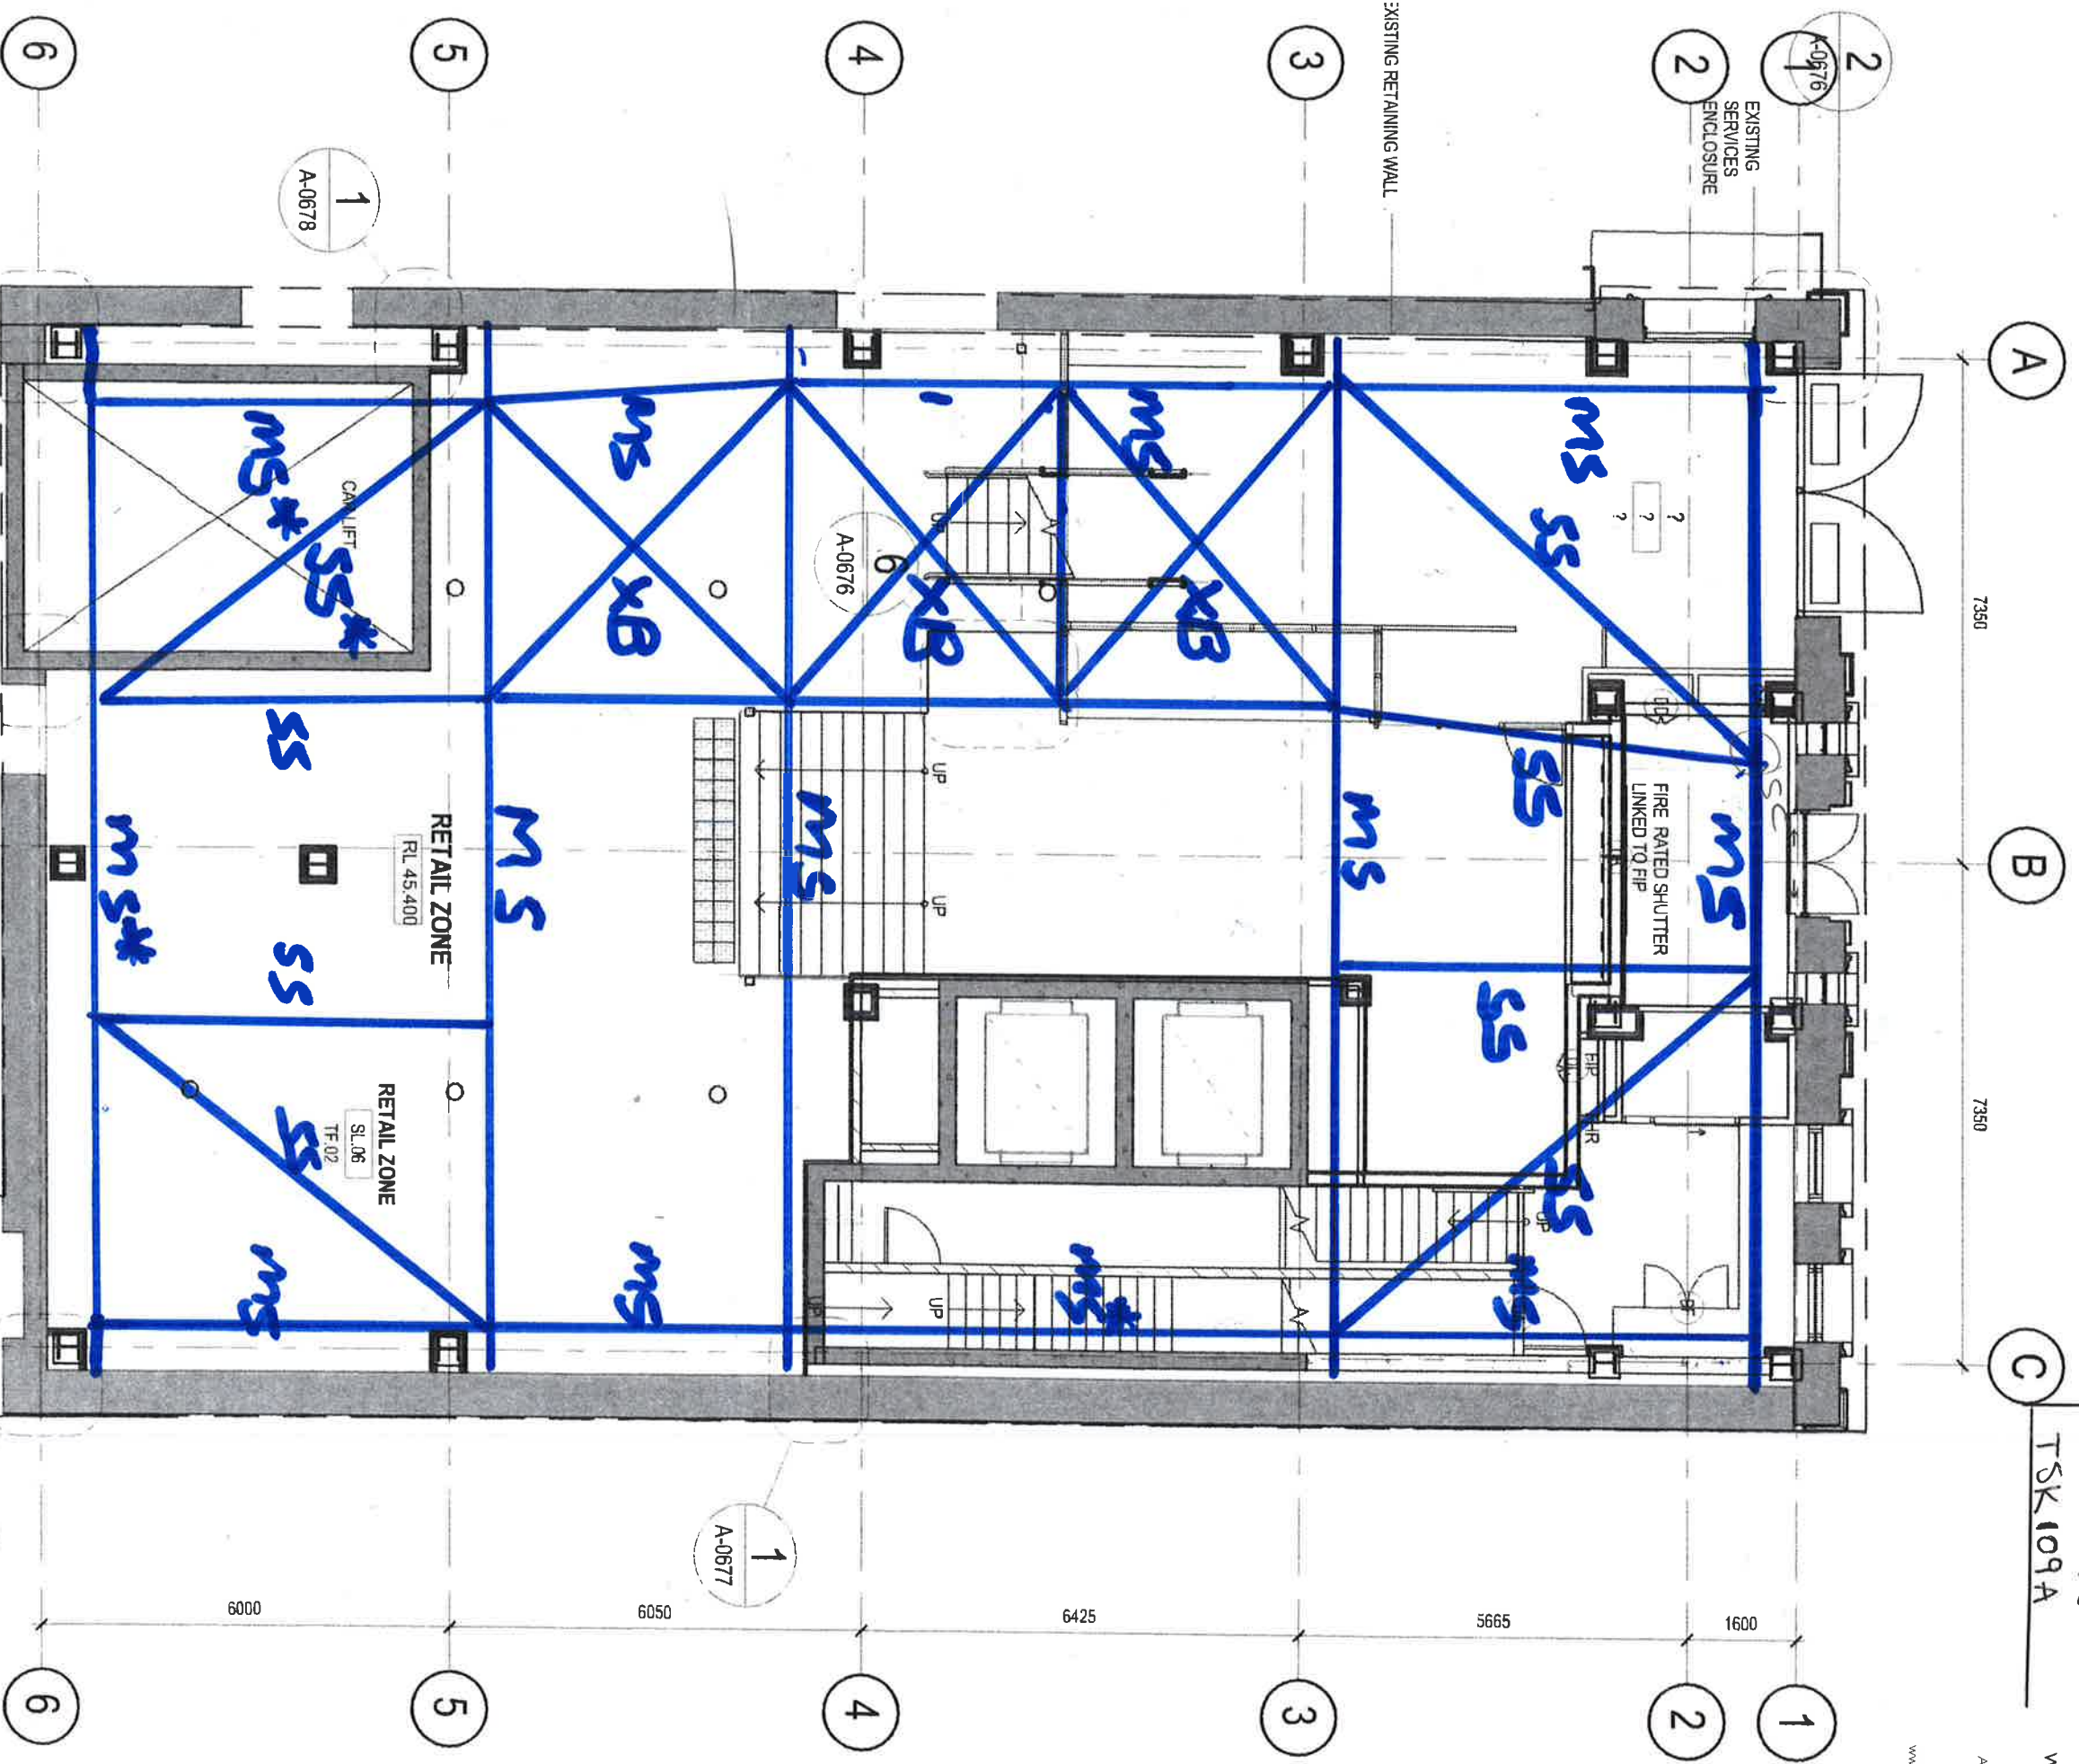 6
5
4
3
2
1
2
A-0676
EXISTING RETAINING WALL
EXISTING
SERVICES
ENCLOSURE
1
A-0678
A
MS*
MS
MS
MS
CAR LIFT
SS*
XB
6
A-0676
UP
XB
XB
SS
?
?
?
7350
SS
SS
FIRE RATED SHUTTER
LINKED TO FIP
UP
UP
MS*
RETAIL ZONE
RL 45.400
MS
MS
MS
MS
B
SS
SS
FIP
HR
7350
SS
RETAIL ZONE
SL.06
TF.02
SS
UP
MS
MS
UP
UP
MS*
MS
C
TSK109A
1
A-0677
6000
6050
6425
5665
1600
6
5
4
3
2
1